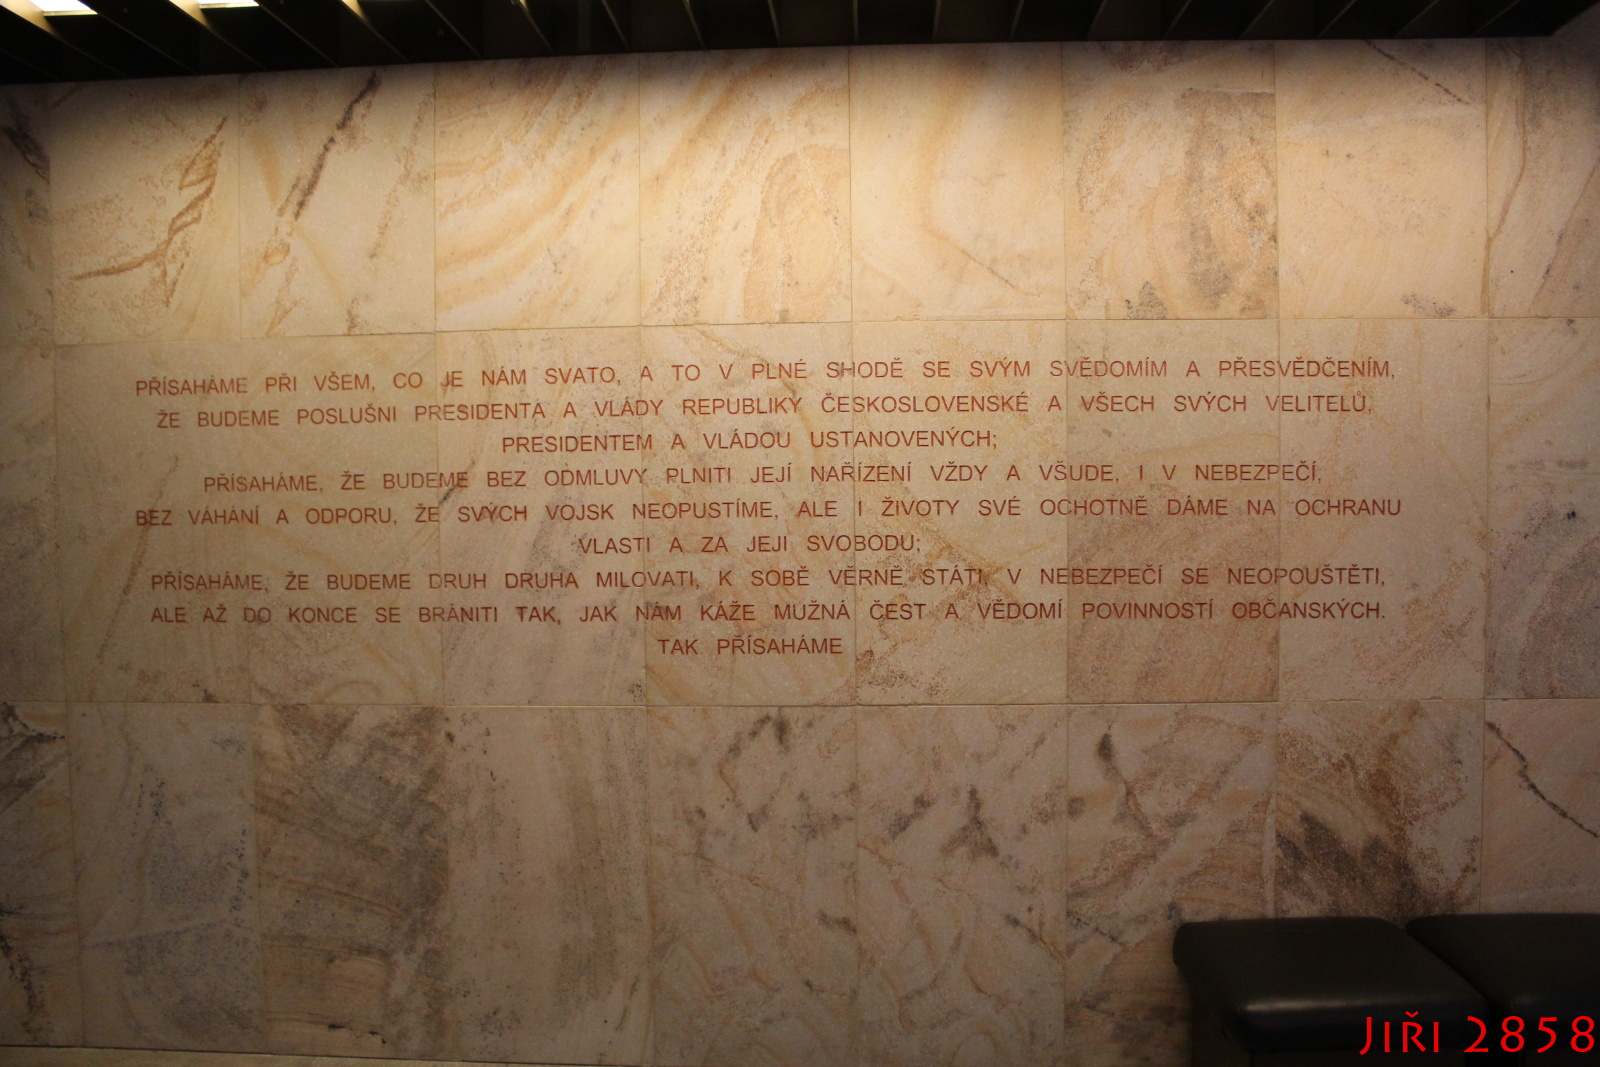 PŘÍSAHÁME PŘI VŠEM, CO JE NÁM SVATO, A TO V PLNÉ SHODĚ SE SVÝM SVĚDOMÍM A PŘESVĚDČENÍM,
ŽE BUDEME POSLUŠNI PRESIDENTA A VLÁDY REPUBLIKY ČESKOSLOVENSKÉ A VŠECH SVÝCH VELITELŮ,
PRESIDENTEM A VLÁDOU USTANOVENÝCH;
PŘÍSAHÁME, ŽE BUDEME BEZ ODMLUVY PLNITI JEJÍ NAŘÍZENÍ VŽDY A VŠUDE, I V NEBEZPEČÍ,
BEZ VÁHÁNÍ A ODPORU, ŽE SVÝCH VOJSK NEOPUSTÍME, ALE I ŽIVOTY SVÉ OCHOTNĚ DÁME NA OCHRANU
VLASTI A ZA JEJI SVOBODU;
PŘÍSAHÁME, ŽE BUDEME DRUH DRUHA MILOVATI, K SOBĚ VĚRNĚ STÁTI, V NEBEZPEČÍ SE NEOPOUŠTĚTI,
ALE AŽ DO KONCE SE BRÁNITI TAK, JAK NÁM KÁŽE MUŽNÁ ČEST A VĚDOMÍ POVINNOSTÍ OBČANSKÝCH.
TAK PŘÍSAHÁME
JIŘI 2858